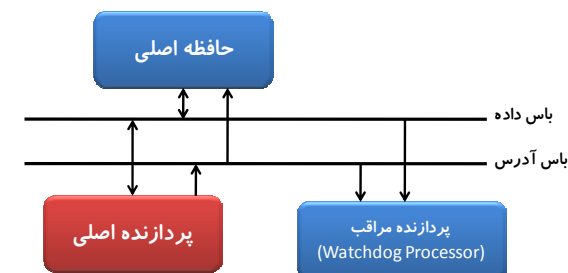 حافظه اصلی
باس داده
باس آدرس
پردازنده اصلی
پردازنده مراقب
(Watchdog Processor)